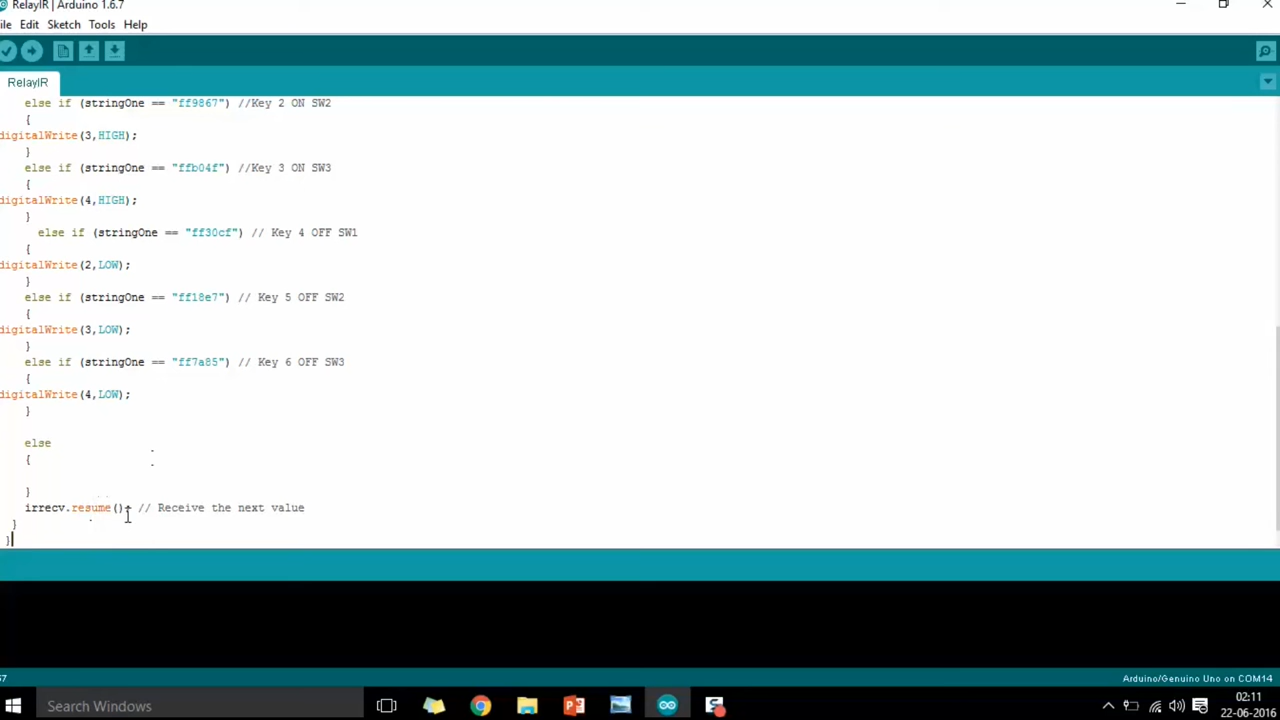 RelayIR | Arduino 1.6.7
ile Edit Sketch Tools Help
RelayIR
else if (stringOne == "ff9867") //Key 2 ON SW2
{
digitalWrite(3,HIGH);
}
else if (stringOne == "ffb04f") //Key 3 ON SW3
{
digitalWrite(4,HIGH);
}
else if (stringOne == "ff30cf") // Key 4 OFF SW1
{
digitalWrite(2,LOW);
}
else if (stringOne == "ff18e7") // Key 5 OFF SW2
{
digitalWrite(3,LOW);
}
else if (stringOne == "ff7a85") // Key 6 OFF SW3
{
digitalWrite(4,LOW);
}
else
{
}
irrecv.resume(); // Receive the next value
}
}
57 Arduino/Genuino Uno on COM14
Search Windows
02:11
22-06-2016